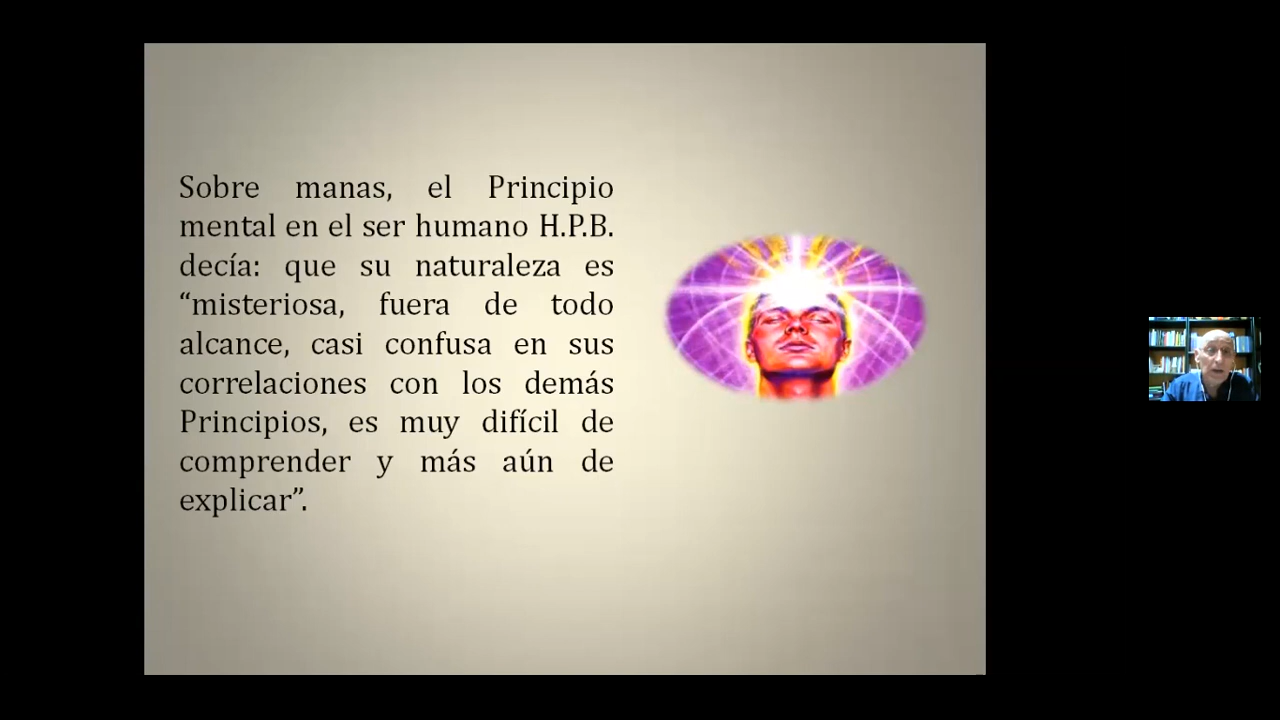 Sobre manas, el Principio
mental en el ser humano H.P.B.
decía: que su naturaleza es
“misteriosa, fuera de todo
alcance, casi confusa en sus
correlaciones con los demás
Principios, es muy difícil de
comprender y más aún de
explicar”.